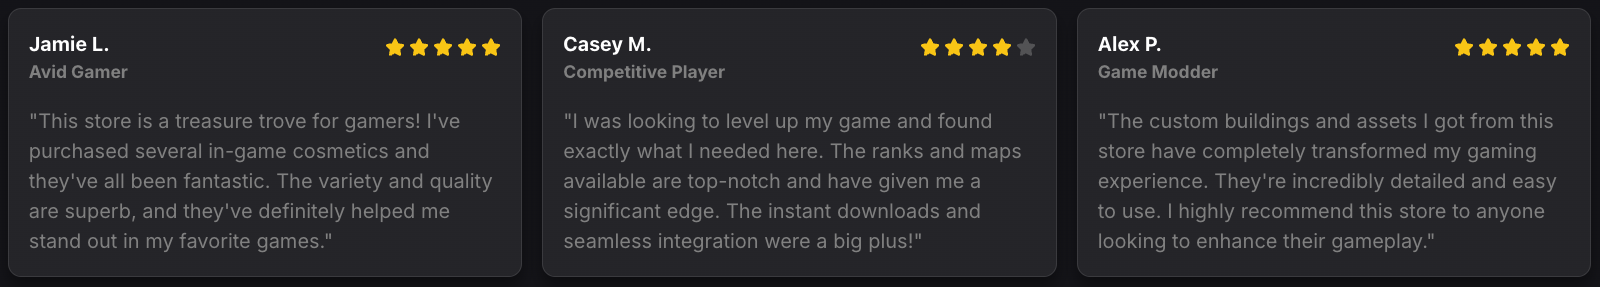 Jamie L.
Avid Gamer
"This store is a treasure trove for gamers! I've
purchased several in-game cosmetics and
they've all been fantastic. The variety and quality
are superb, and they've definitely helped me
stand out in my favorite games."
Casey M.
Competitive Player
"I was looking to level up my game and found
exactly what I needed here. The ranks and maps
available are top-notch and have given me a
significant edge. The instant downloads and
seamless integration were a big plus!"
Alex P.
Game Modder
"The custom buildings and assets I got from this
store have completely transformed my gaming
experience. They're incredibly detailed and easy
to use. I highly recommend this store to anyone
looking to enhance their gameplay."